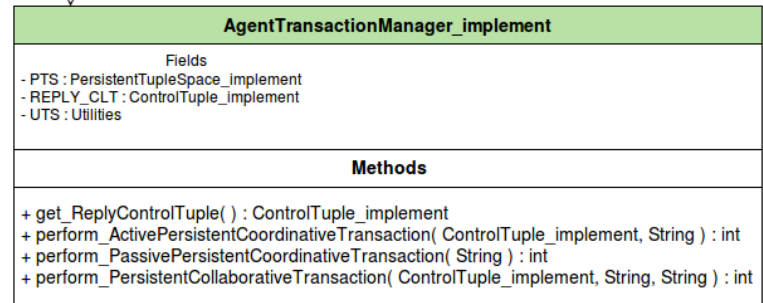 AgentTransactionManager_implement
Fields
- PTS : PersistentTupleSpace_implement
- REPLY_CLT : ControlTuple_implement
- UTS : Utilities
Methods
+ get_ReplyControlTuple( ) : ControlTuple_implement
+ perform_ActivePersistentCoordinativeTransaction( ControlTuple_implement, String ) : int
+ perform_PassivePersistentCoordinativeTransaction( String ) : int
+ perform_PersistentCollaborativeTransaction( ControlTuple_implement, String, String ) : int